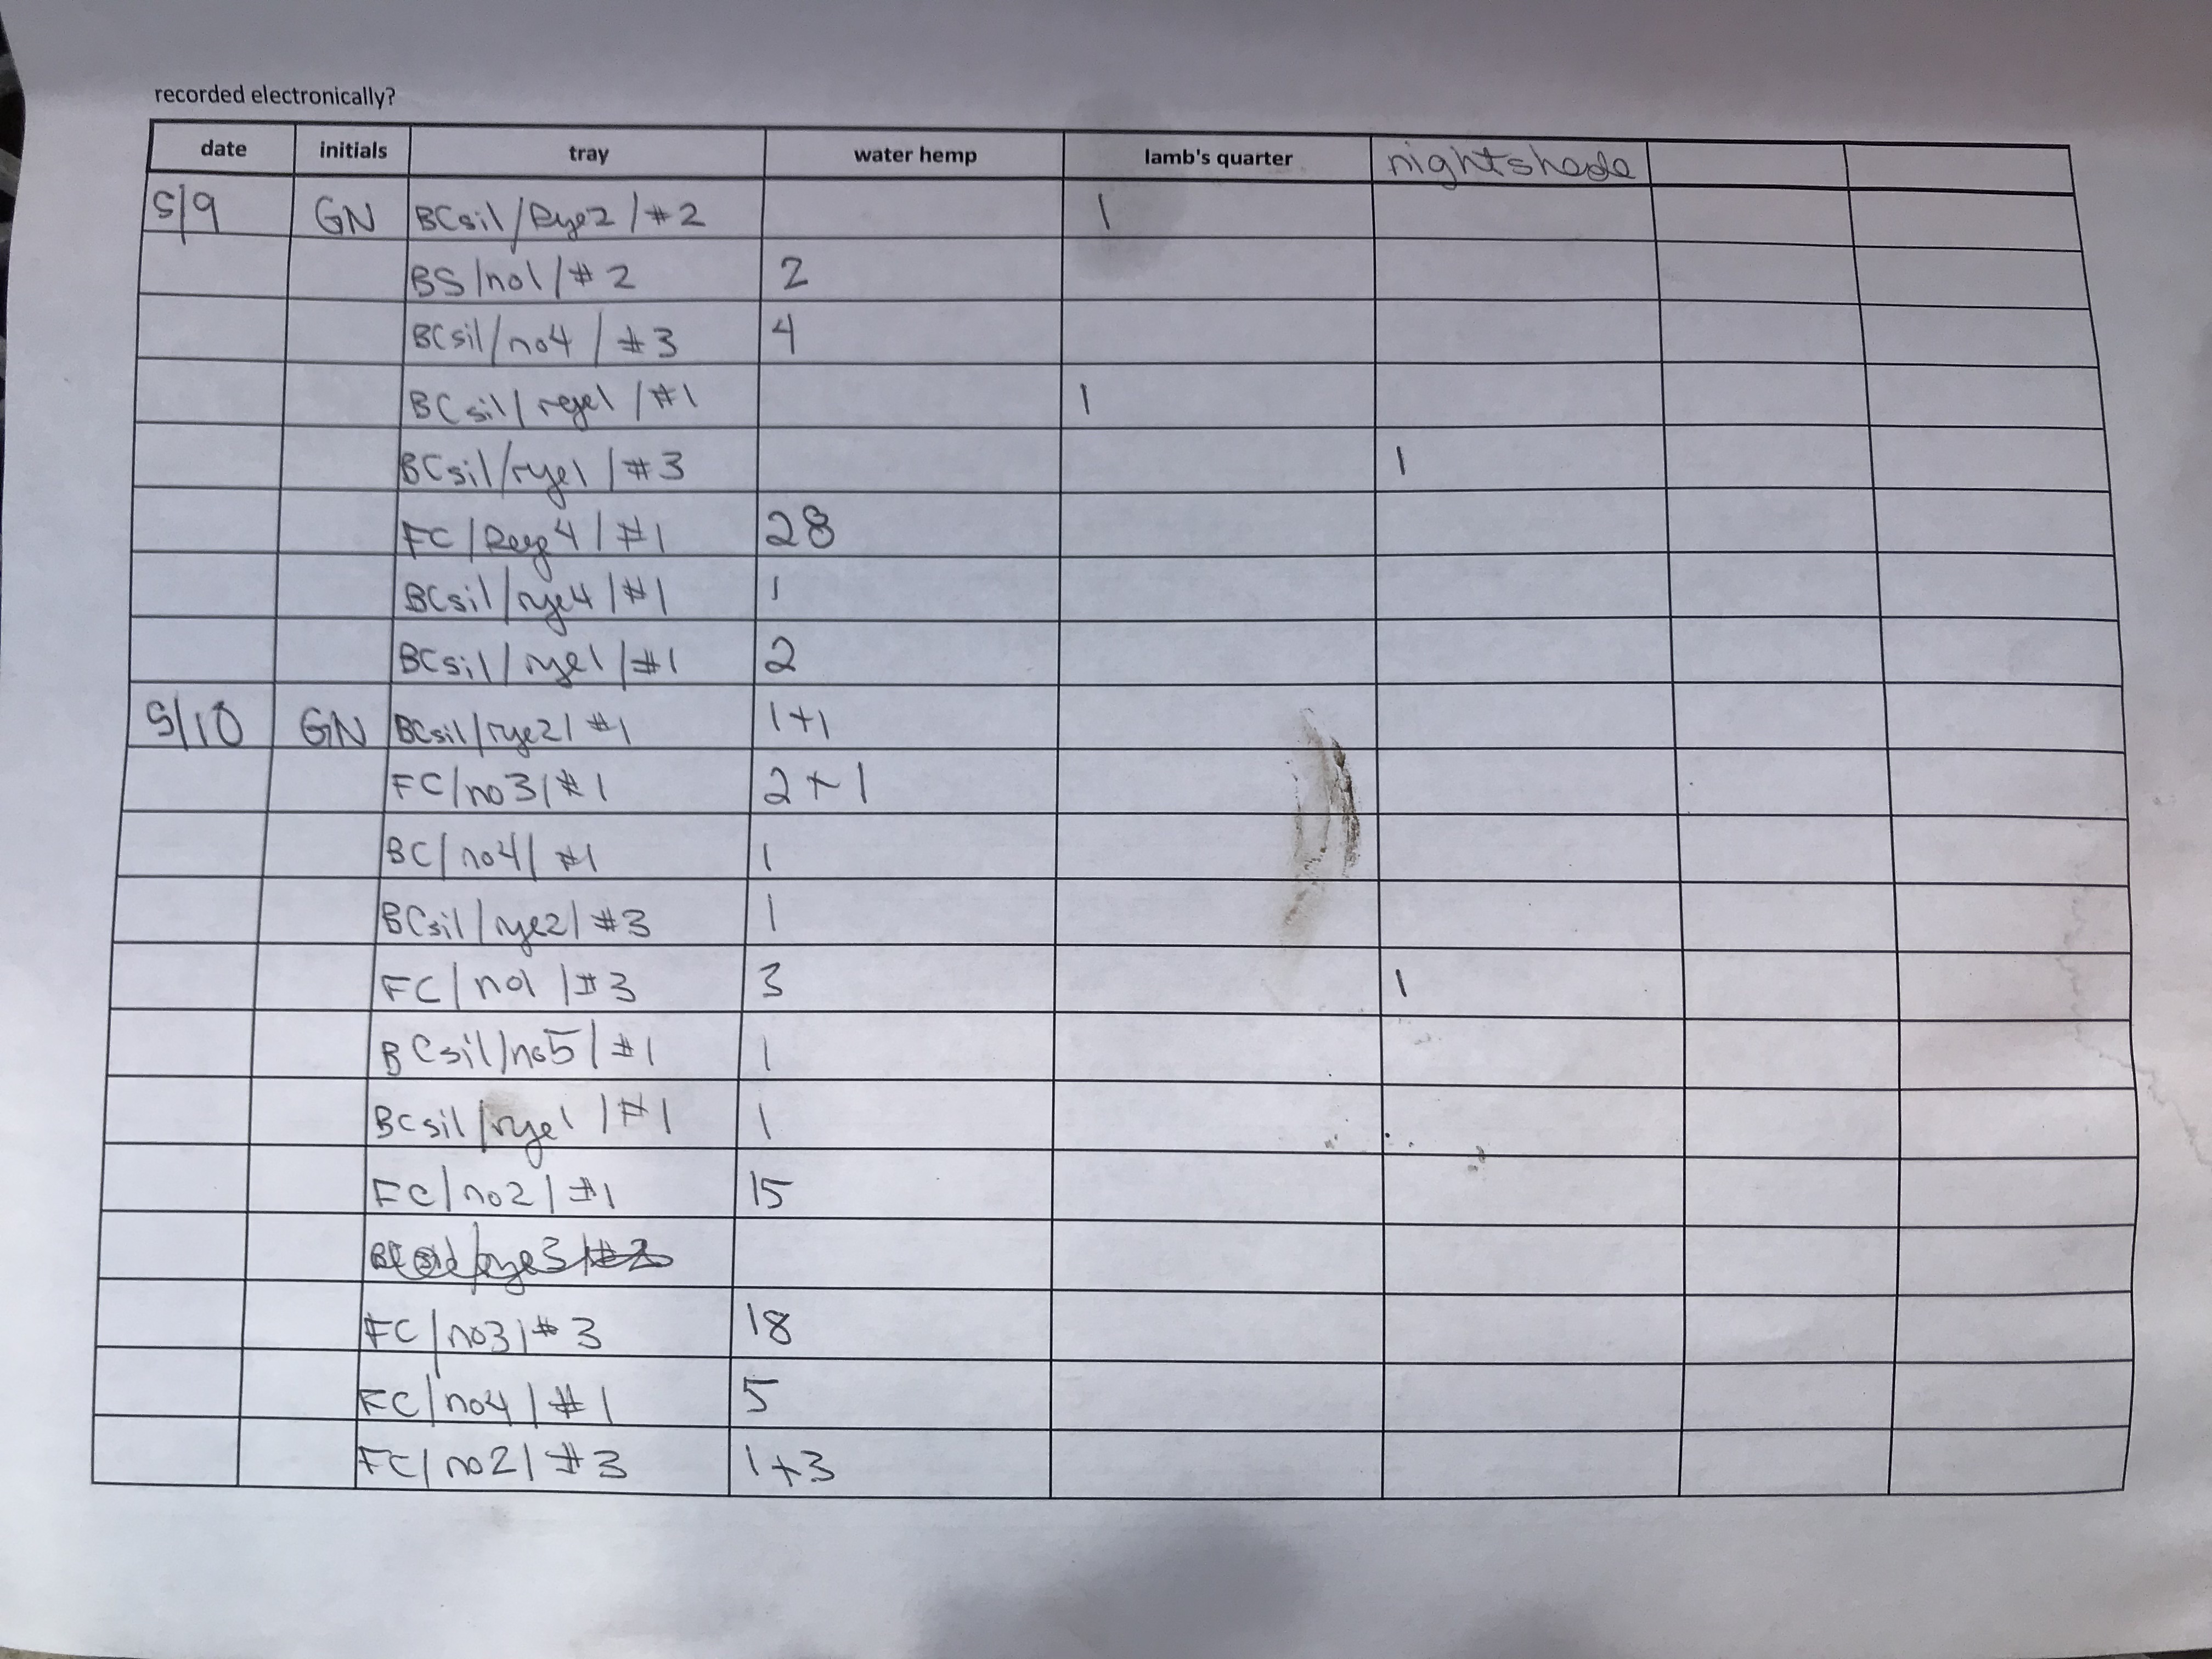 recorded electronically?
date initials tray water hemp lamb's quarter nightshade
5/9 GN BCsil/Rye2/#2 1
BS/no1/#2 2
BCsil/no4/#3 4
BCsil/rye1/#1 1
BCsil/rye1/#3 1
FC/Rye4/#1 28
BCsil/rye4/#1 1
BCsil/rye1/#1 2
5/10 GN BCsil/rye2/#1 1+1
FC/no3/#1 2+1
BC/no4/#1 1
BCsil/rye2/#3 1
FC/no1/#3 3 1
BCsil/no5/#1 1
BCsil/rye1/#1 1
FC/no2/#1 15
FC/no3/#3 18
FC/no4/#1 5
FC/no2/#3 1+3